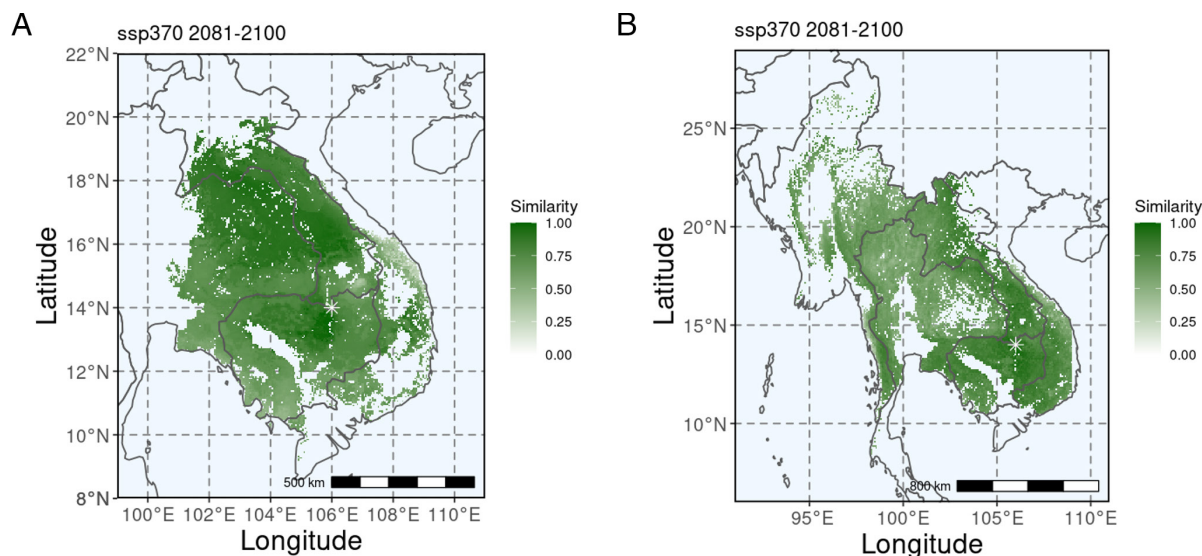 A
ssp370 2081-2100
22°N
20°N
18°N
16°N
14°N
12°N
10°N
8°N
Latitude
500 km
100°E 102°E 104°E 106°E 108°E 110°E
Longitude
Similarity
1.00
0.75
0.50
0.25
0.00
B
ssp370 2081-2100
25°N
20°N
15°N
10°N
Latitude
800 km
95°E 100°E 105°E 110°E
Longitude
Similarity
1.00
0.75
0.50
0.25
0.00